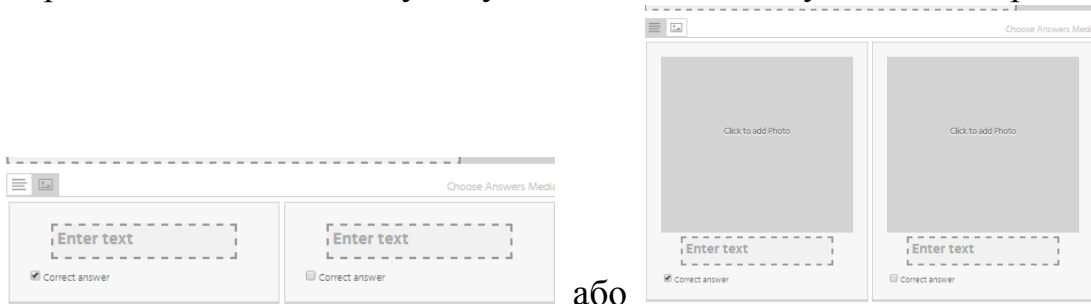 Choose Answers Media
Enter text
Correct answer
Enter text
Correct answer
або
Choose Answers Med
Click to add Photo
Click to add Photo
Enter text
Correct answer
Enter text
Correct answer